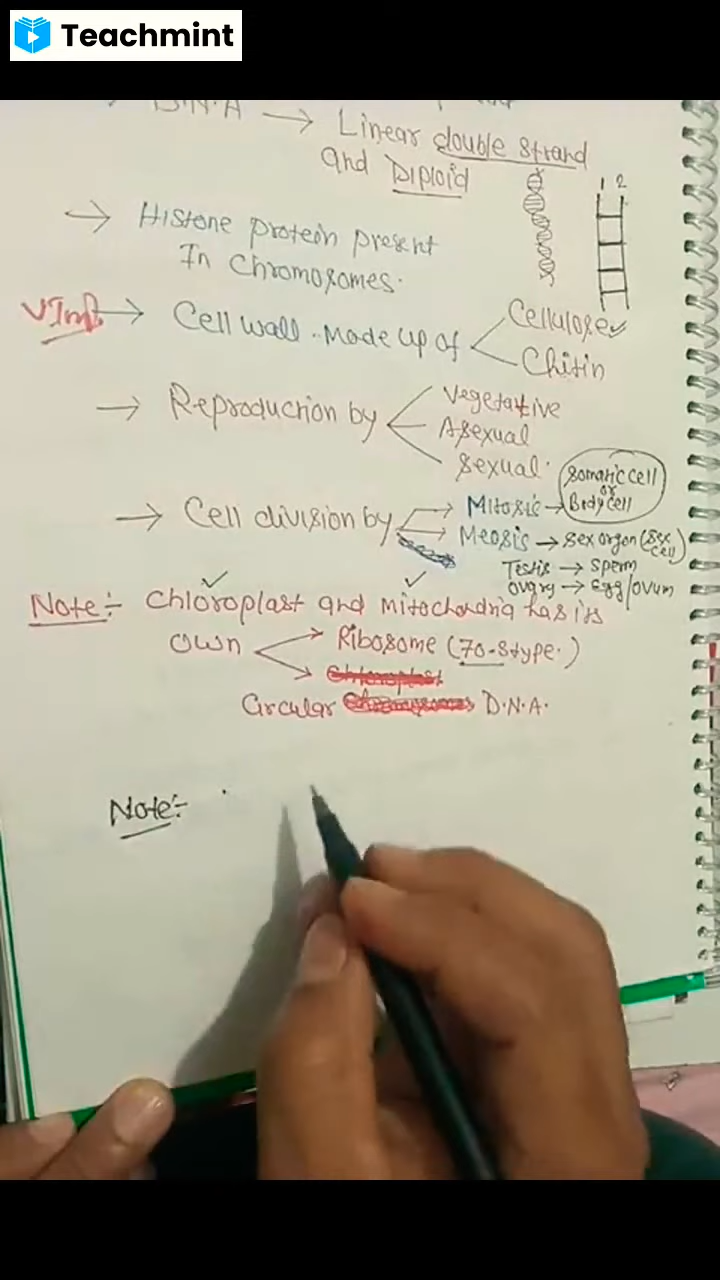 Teachmint
D.N.A → Linear double strand
and Diploid
1 2
→ Histone protein present
In Chromosomes.
V Imp. → Cell wall . Made up of Cellulose ✓
Chitin
→ Reproduction by Vegetative
Asexual
Sexual.
→ Cell division by Mitosis → Somatic cell
or
Body cell
Meosis → Sex organ (Sex
cell)
Testis → Sperm
Ovary → Egg/Ovum
Note:- Chloroplast and Mitochondria has its
Own Ribosome (70-S type.)
Circular D.N.A.
Note:-